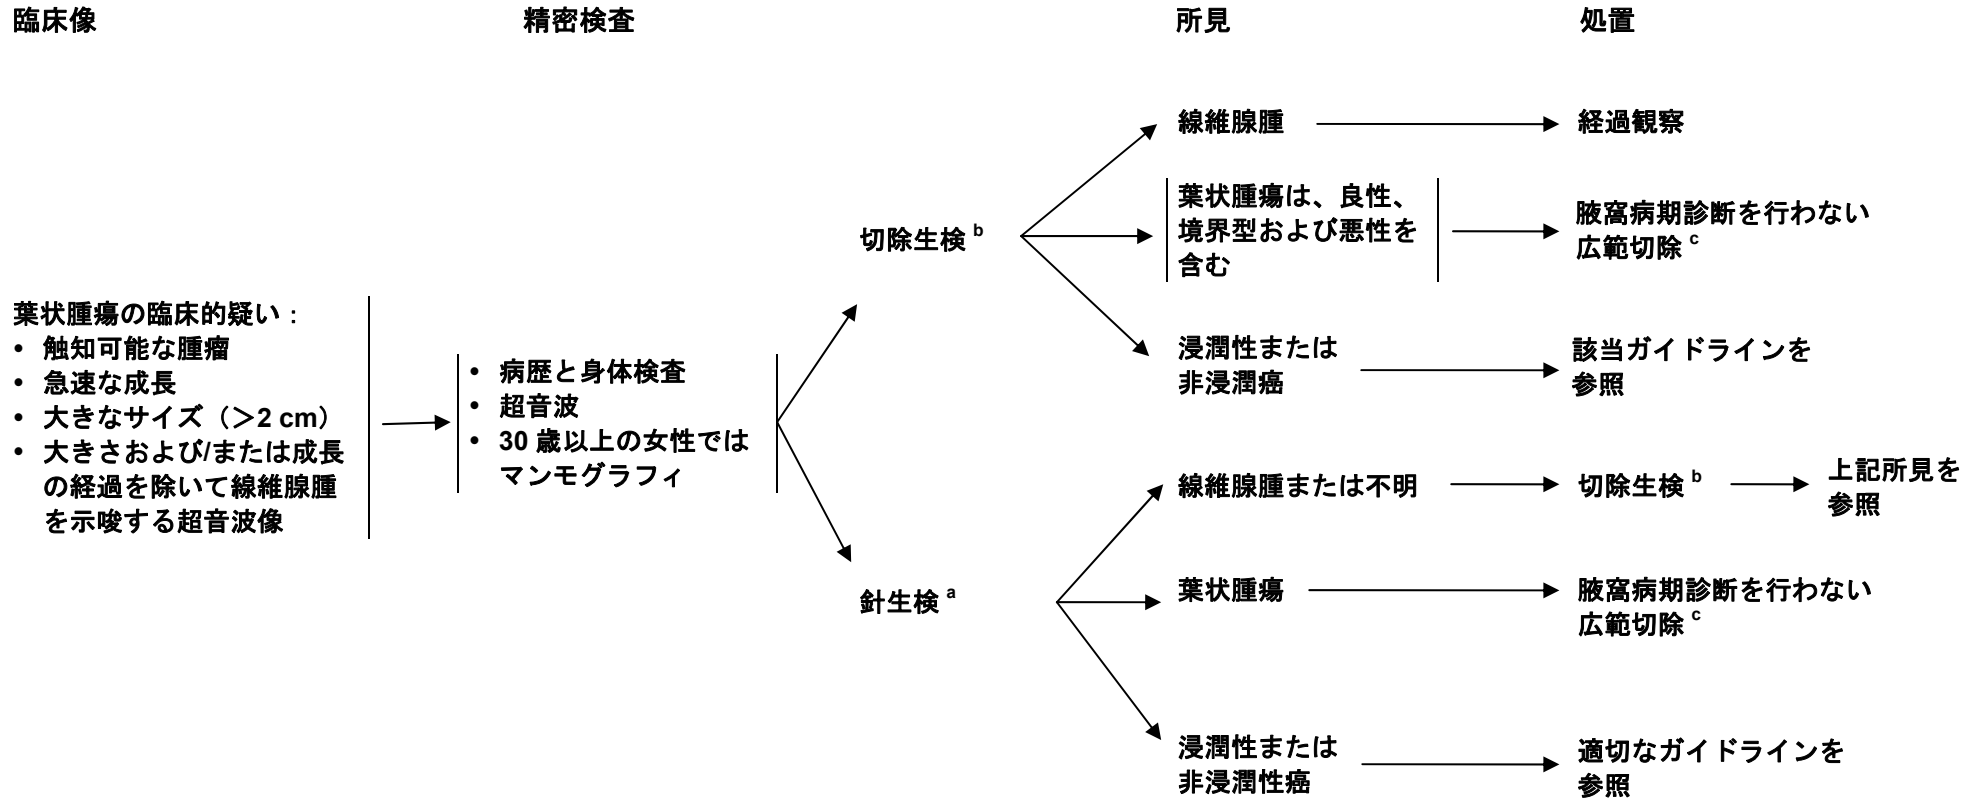 臨床像
精密検査
所見
処置
葉状腫瘍の臨床的疑い：
• 触知可能な腫瘤
• 急速な成長
• 大きなサイズ（＞2 cm）
• 大きさおよび/または成長
の経過を除いて線維腺腫
を示唆する超音波像
• 病歴と身体検査
• 超音波
• 30 歳以上の女性では
マンモグラフィ
切除生検 b
線維腺腫
経過観察
葉状腫瘍は、良性、
境界型および悪性を
含む
腋窩病期診断を行わない
広範切除 c
浸潤性または
非浸潤癌
該当ガイドラインを
参照
針生検 a
線維腺腫または不明
切除生検 b
上記所見を
参照
葉状腫瘍
腋窩病期診断を行わない
広範切除 c
浸潤性または
非浸潤性癌
適切なガイドラインを
参照